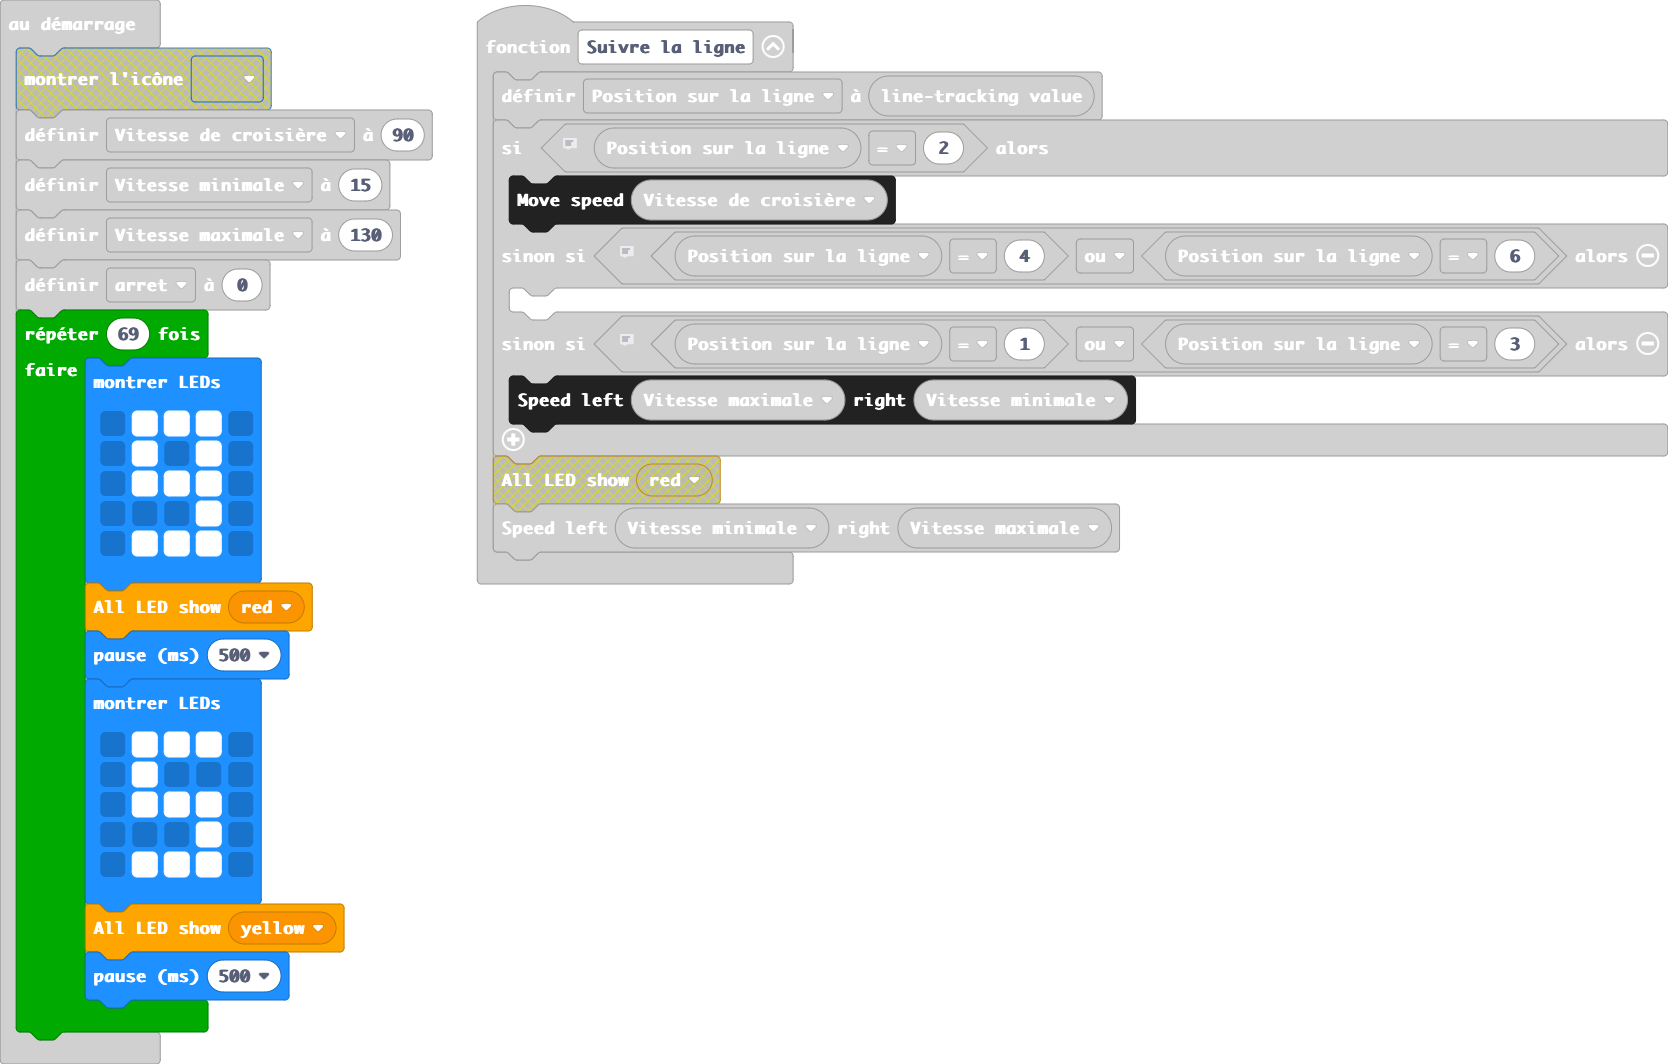 au démarrage
montrer l'icône
définir Vitesse de croisière à 90
définir Vitesse minimale à 15
définir Vitesse maximale à 130
définir arret à 0
répéter 69 fois
faire
montrer LEDs
All LED show red
pause (ms) 500
montrer LEDs
All LED show yellow
pause (ms) 500
fonction Suivre la ligne
définir Position sur la ligne à line-tracking value
si Position sur la ligne = 2 alors
Move speed Vitesse de croisière
sinon si Position sur la ligne = 4 ou Position sur la ligne = 6 alors
sinon si Position sur la ligne = 1 ou Position sur la ligne = 3 alors
Speed left Vitesse maximale right Vitesse minimale
All LED show red
Speed left Vitesse minimale right Vitesse maximale